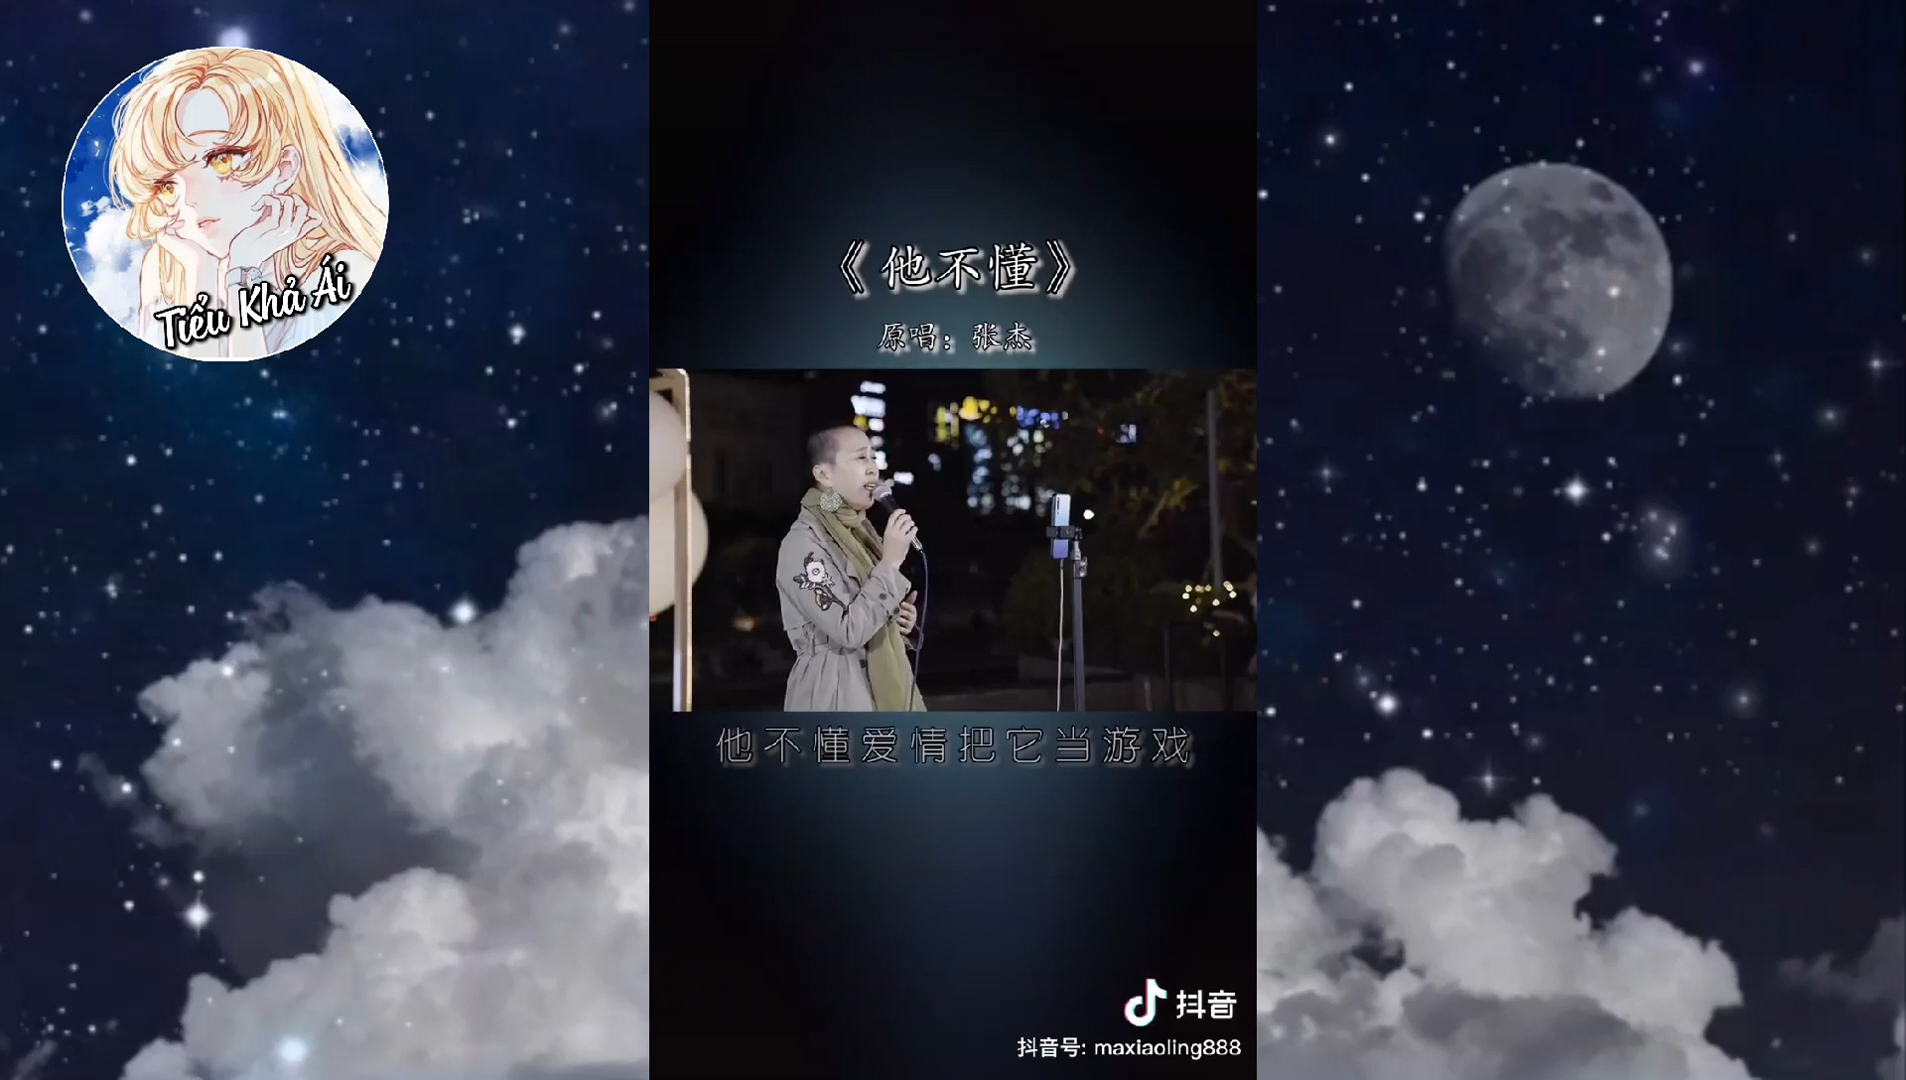 Tiểu Khả Ái
《他不懂》
原唱：张杰
他不懂爱情把它当游戏
抖音
抖音号: maxiaoling888